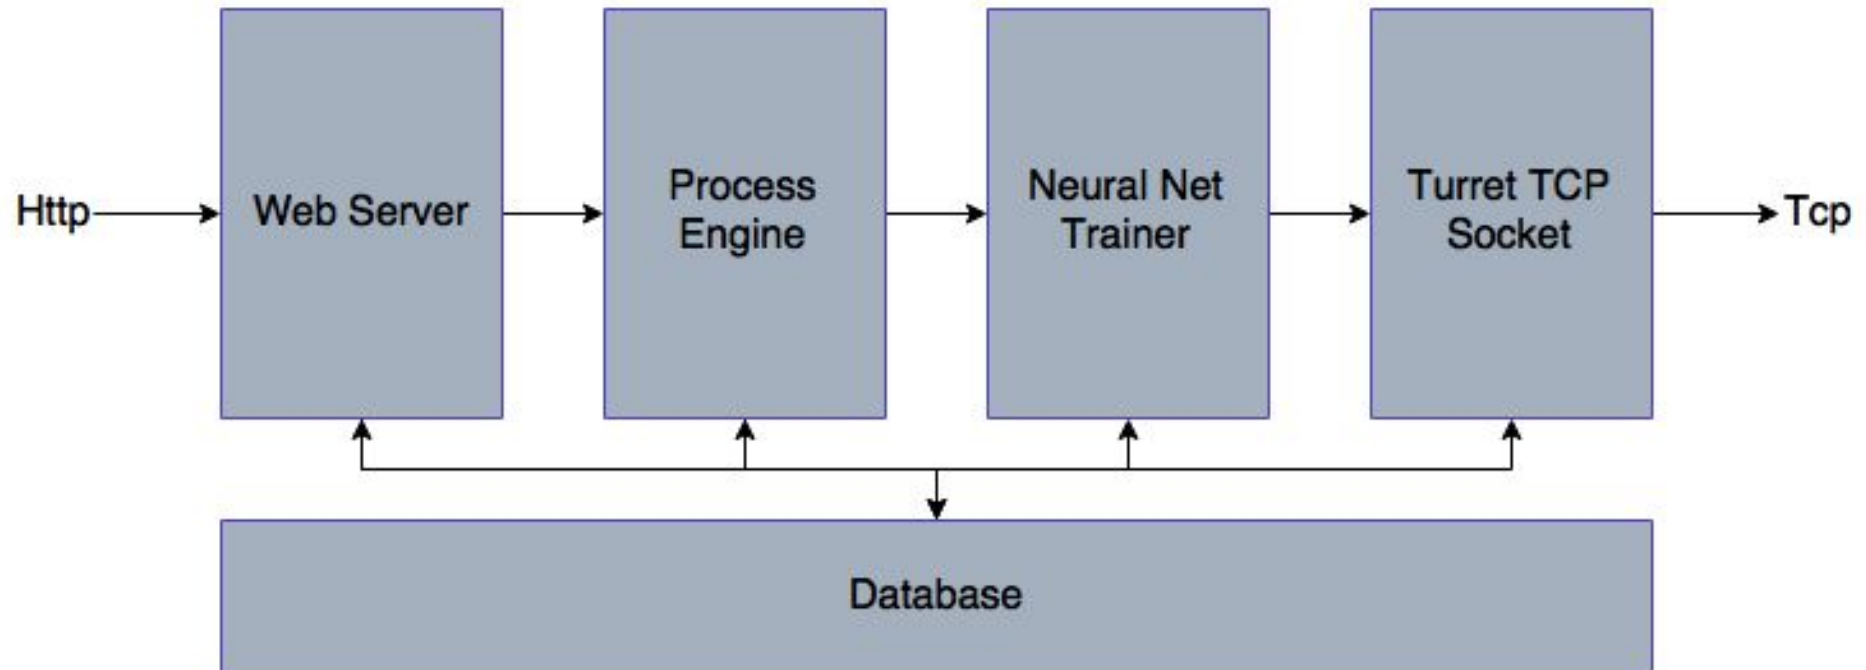 Http
Web Server
Process
Engine
Neural Net
Trainer
Turret TCP
Socket
Tcp
Database